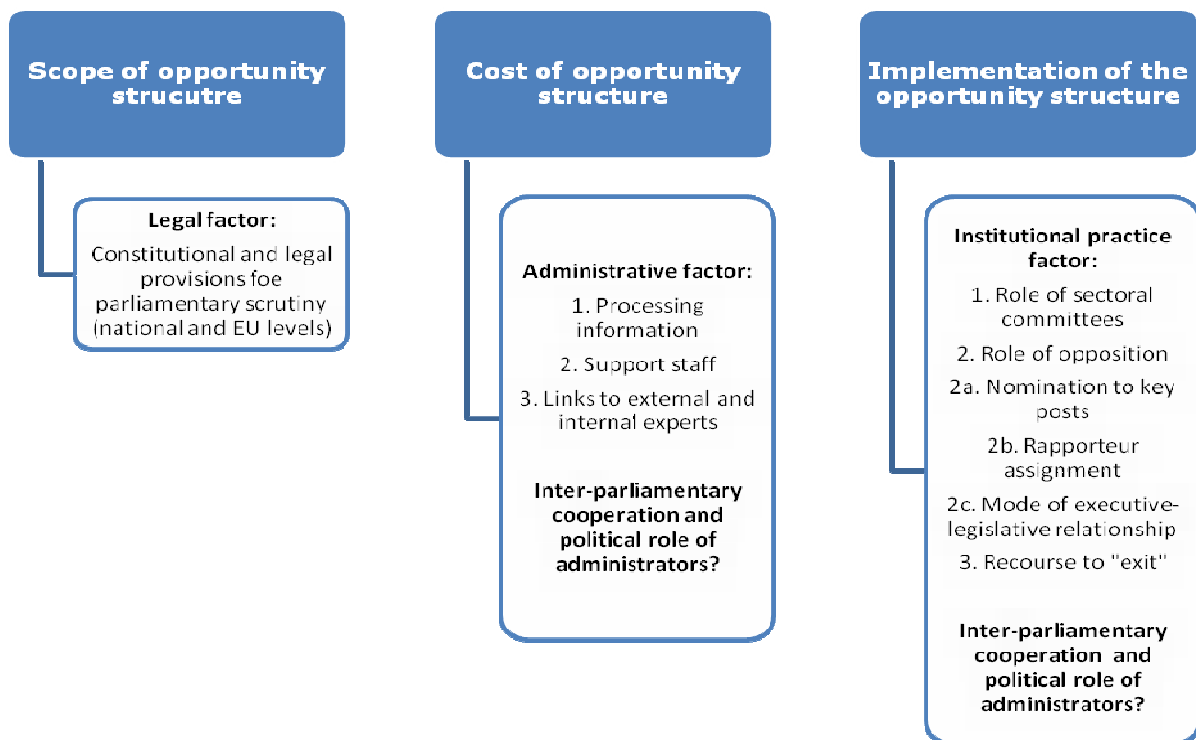 Scope of opportunity
strucutre
Legal factor:
Constitutional and legal
provisions foe
parliamentary scrutiny
(national and EU levels)
Cost of opportunity
structure
Administrative factor:
1. Processing
information
2. Support staff
3. Links to external and
internal experts
Inter-parliamentary
cooperation and
political role of
administrators?
Implementation of the
opportunity structure
Institutional practice
factor:
1. Role of sectoral
committees
2. Role of opposition
2a. Nomination to key
posts
2b. Rapporteur
assignment
2c. Mode of executive-
legislative relationship
3. Recourse to "exit"
Inter-parliamentary
cooperation and
political role of
administrators?